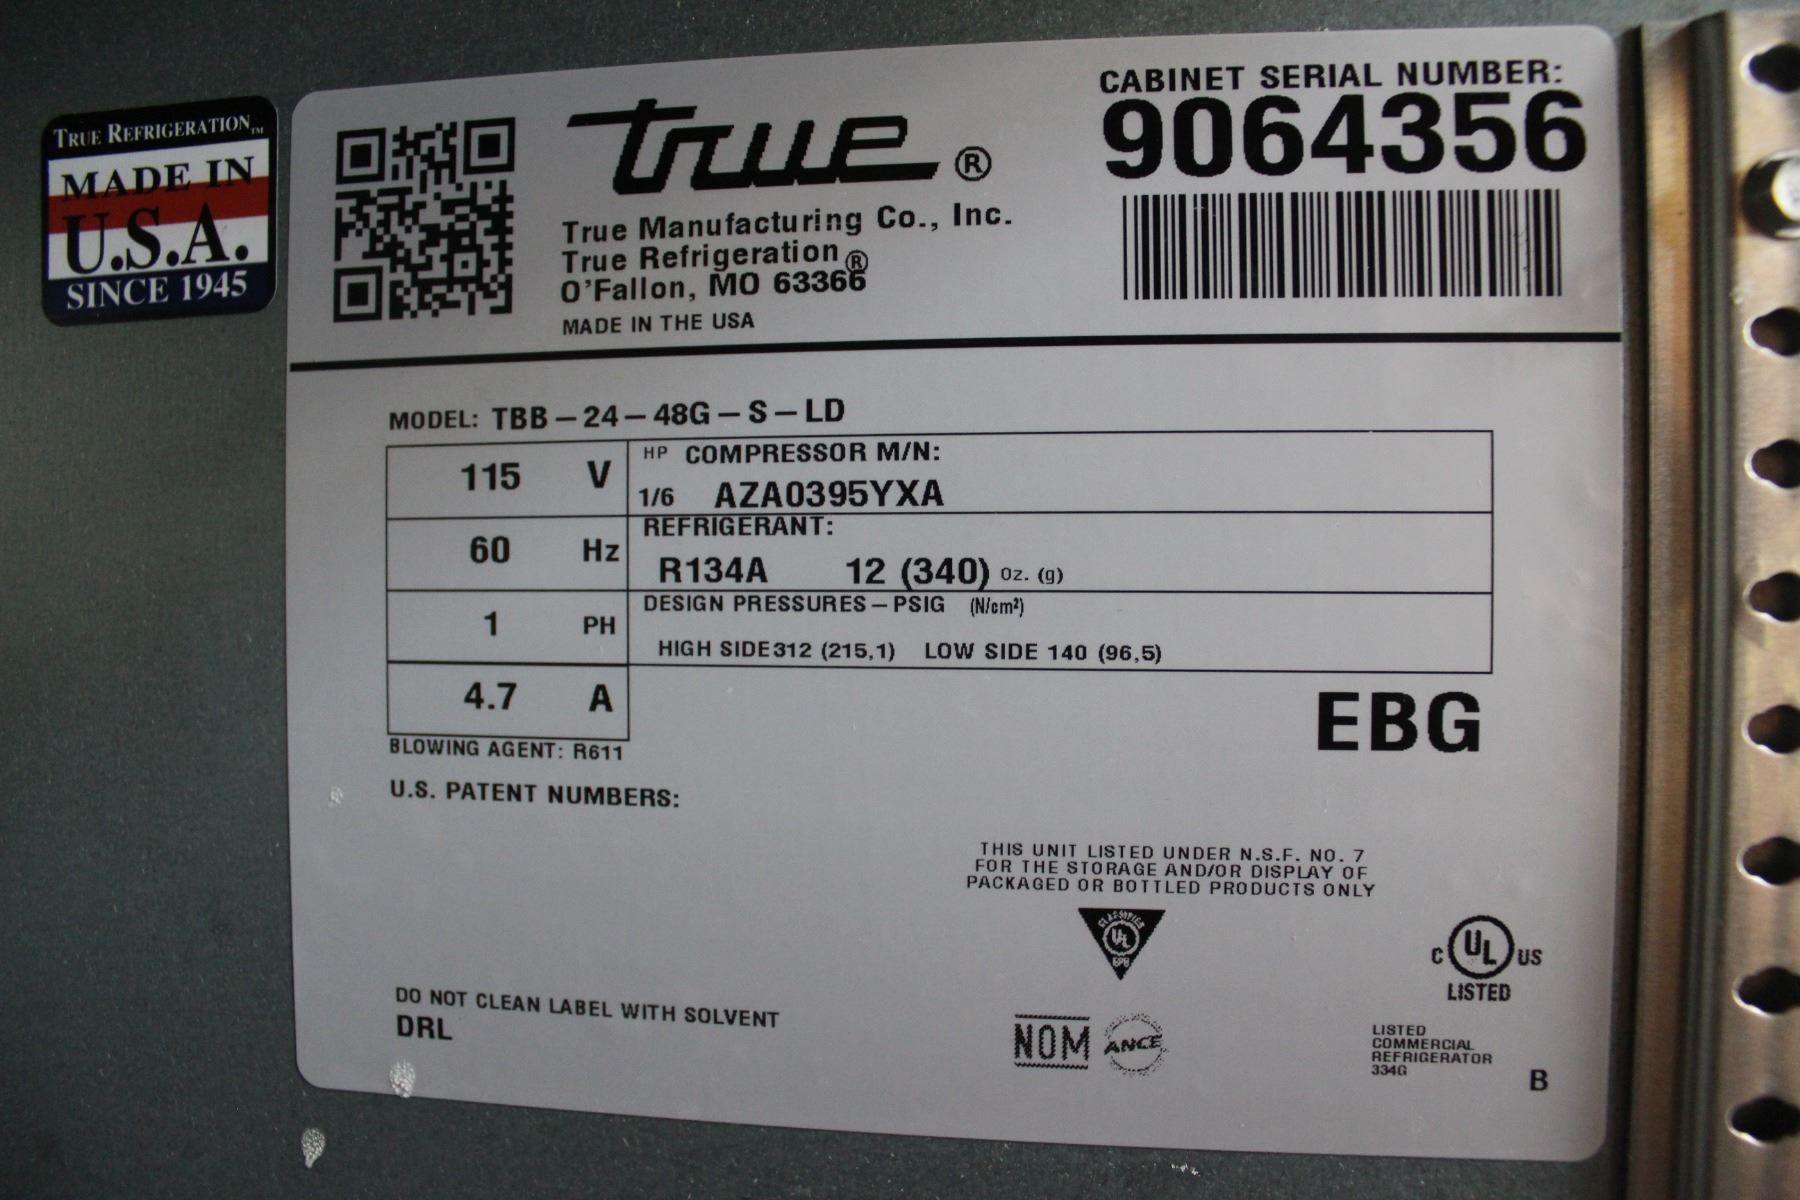 TRUE REFRIGERATION TM
MADE IN
U.S.A.
SINCE 1945
true ®
True Manufacturing Co., Inc.
True Refrigeration ®
O'Fallon, MO 63366
MADE IN THE USA
CABINET SERIAL NUMBER:
9064356
MODEL: TBB-24-48G-S-LD
115 V
60 Hz
1 PH
4.7 A
HP COMPRESSOR M/N:
1/6 AZA0395YXA
REFRIGERANT:
R134A 12 (340) Oz. (g)
DESIGN PRESSURES-PSIG (N/cm²)
HIGH SIDE 312 (215,1) LOW SIDE 140 (96,5)
EBG
BLOWING AGENT: R611
U.S. PATENT NUMBERS:
THIS UNIT LISTED UNDER N.S.F. NO. 7
FOR THE STORAGE AND/OR DISPLAY OF
PACKAGED OR BOTTLED PRODUCTS ONLY
CLASSIFIED
UL
EPH
C UL US
LISTED
DO NOT CLEAN LABEL WITH SOLVENT
DRL
NOM
ANCE
LISTED
COMMERCIAL
REFRIGERATOR
334G
B